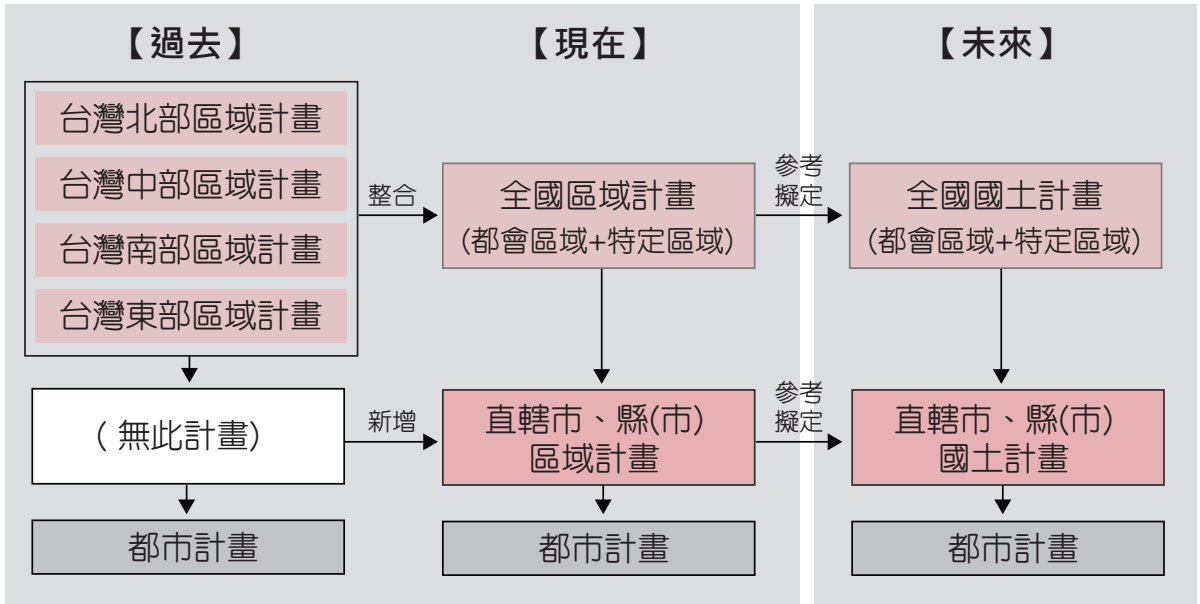 【過去】
台灣北部區域計畫
台灣中部區域計畫
台灣南部區域計畫
台灣東部區域計畫
(無此計畫)
都市計畫
整合
新增
【現在】
全國區域計畫
(都會區域+特定區域)
直轄市、縣(市)
區域計畫
都市計畫
參考
擬定
參考
擬定
【未來】
全國國土計畫
(都會區域+特定區域)
直轄市、縣(市)
國土計畫
都市計畫